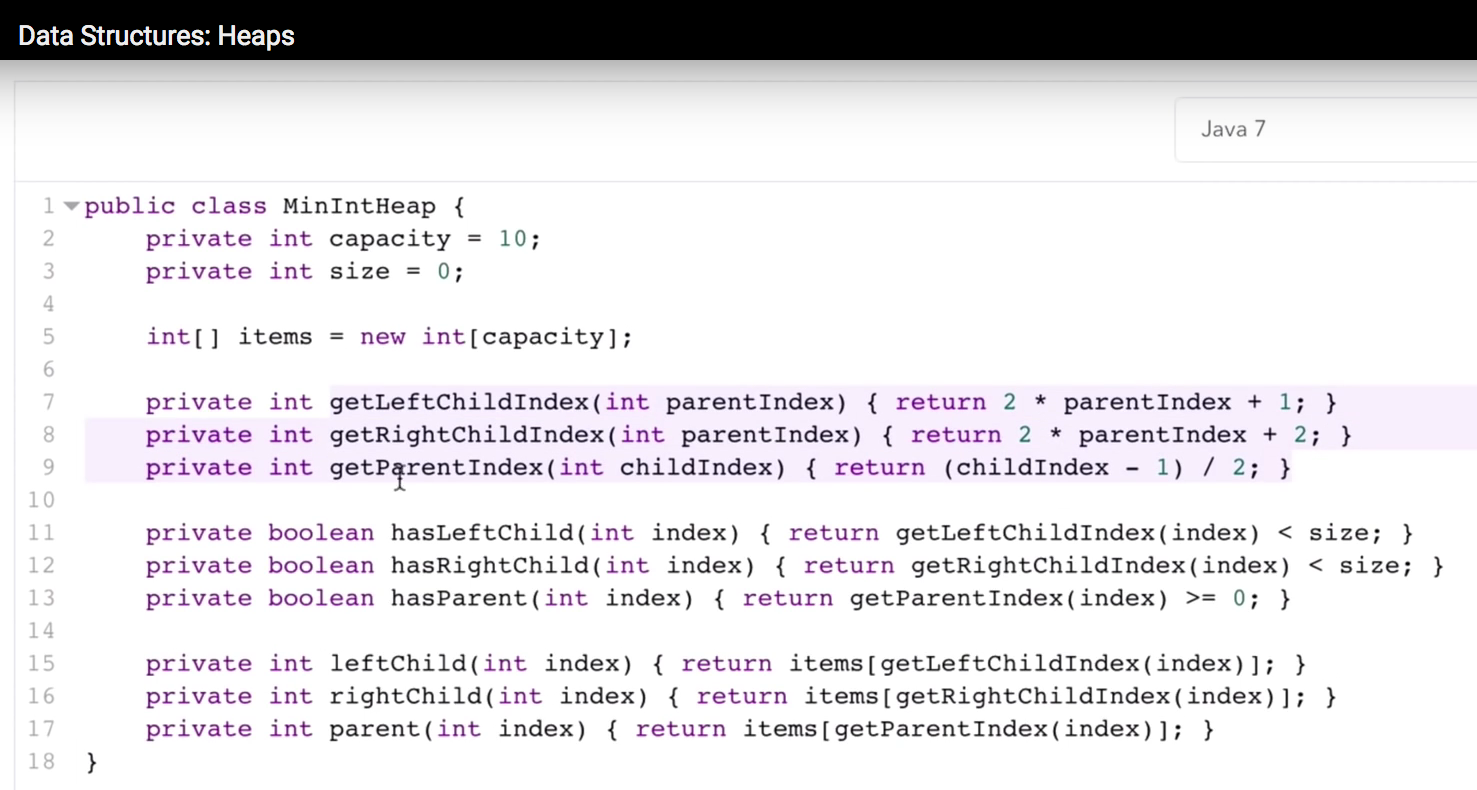 Data Structures: Heaps
Java 7
1 public class MinIntHeap {
2 private int capacity = 10;
3 private int size = 0;
4
5 int[] items = new int[capacity];
6
7 private int getLeftChildIndex(int parentIndex) { return 2 * parentIndex + 1; }
8 private int getRightChildIndex(int parentIndex) { return 2 * parentIndex + 2; }
9 private int getParentIndex(int childIndex) { return (childIndex - 1) / 2; }
10
11 private boolean hasLeftChild(int index) { return getLeftChildIndex(index) < size; }
12 private boolean hasRightChild(int index) { return getRightChildIndex(index) < size; }
13 private boolean hasParent(int index) { return getParentIndex(index) >= 0; }
14
15 private int leftChild(int index) { return items[getLeftChildIndex(index)]; }
16 private int rightChild(int index) { return items[getRightChildIndex(index)]; }
17 private int parent(int index) { return items[getParentIndex(index)]; }
18 }